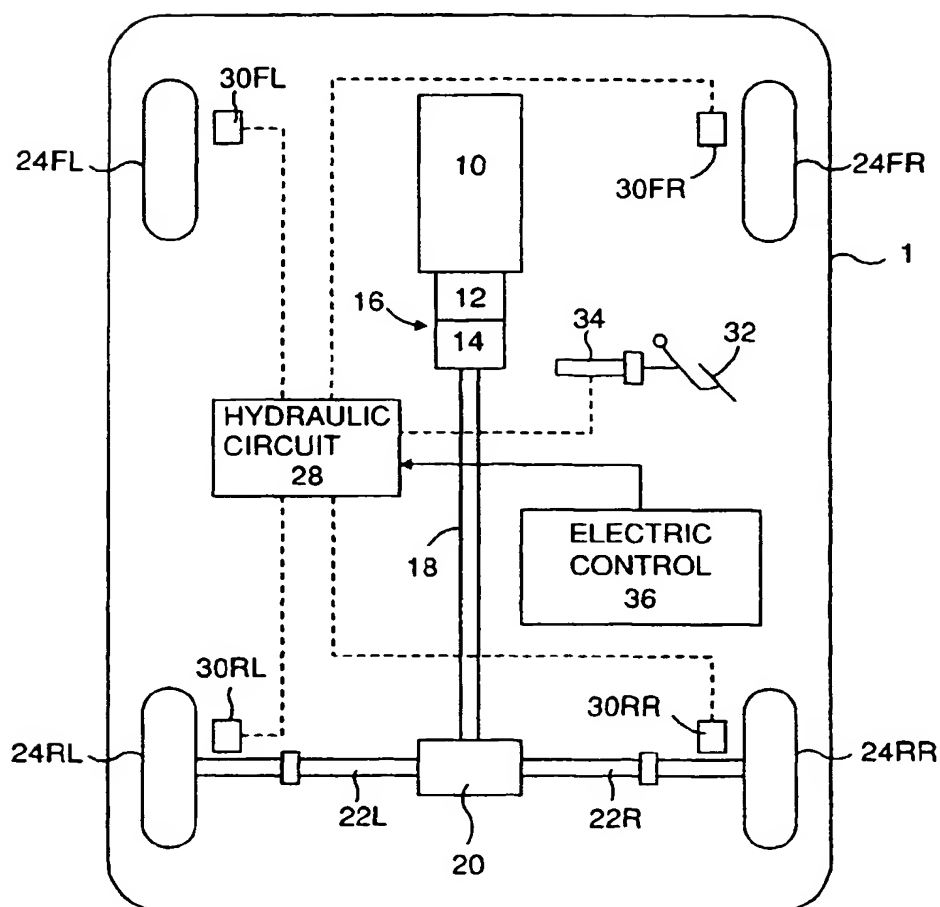 30FL
24FL
10
30FR
24FR
1
12
16
14
34
32
HYDRAULIC
CIRCUIT
28
18
ELECTRIC
CONTROL
36
30RL
30RR
24RL
24RR
22L
22R
20